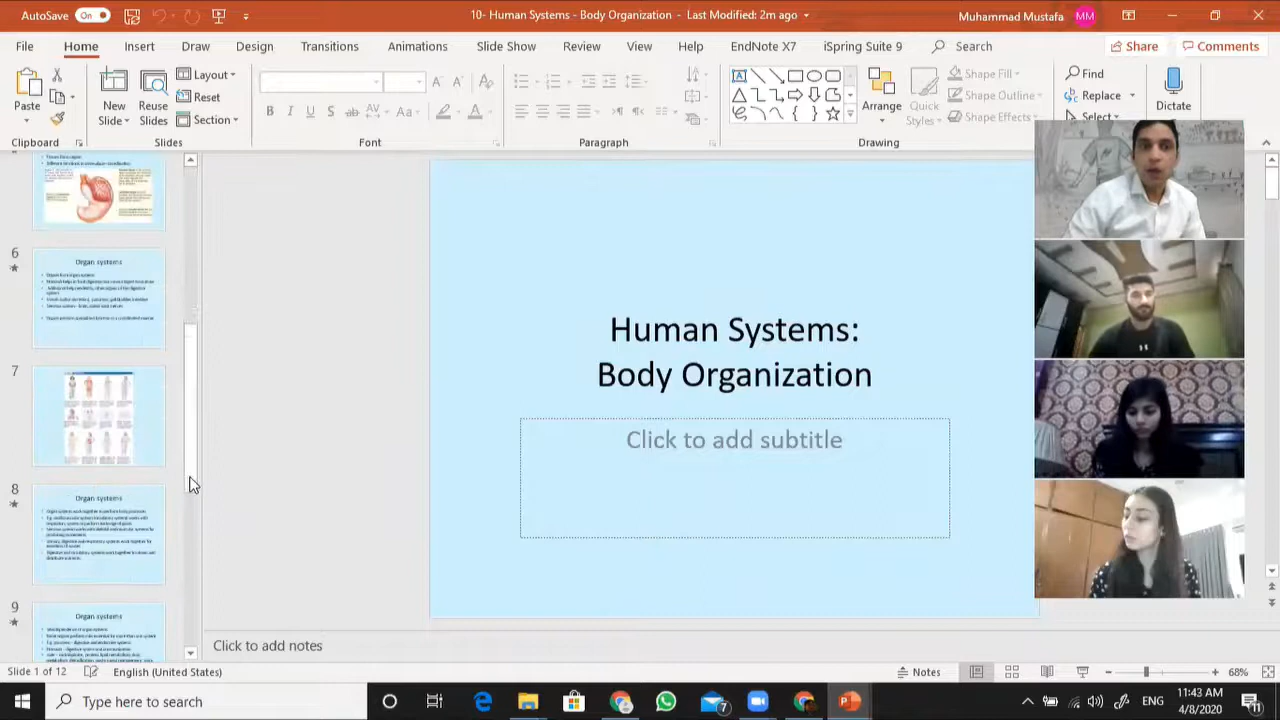 AutoSave On
10- Human Systems - Body Organization - Last Modified: 2m ago
Muhammad Mustafa MM
File Home Insert Draw Design Transitions Animations Slide Show Review View Help EndNote X7 iSpring Suite 9 Search Share Comments
Paste
New Slide
Reuse Slides
Layout
Reset
Section
Aa
Arrange
Quick Styles
Shape Fill
Shape Outline
Shape Effects
Find
Replace
Select
Dictate
Clipboard Slides Font Paragraph Drawing
6
Organ systems
7
8
Organ systems
9
Organ systems
Human Systems:
Body Organization
Click to add subtitle
Click to add notes
Slide 1 of 12 English (United States) Notes 68%
Type here to search
7
ENG
11:43 AM
4/8/2020